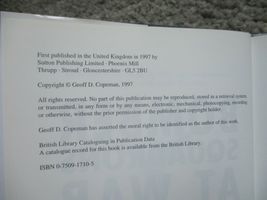 First published in the United Kingdom in 1997 by
Sutton Publishing Limited · Phoenix Mill
Thrupp · Stroud · Gloucestershire · GL5 2BU
Copyright © Geoff D. Copeman, 1997
All rights reserved. No part of this publication may be reproduced, stored in a retrieval system,
or transmitted, in any form or by any means, electronic, mechanical, photocopying, recording
or otherwise, without the prior permission of the publisher and copyright holder.
Geoff D. Copeman has asserted the moral right to be identified as the author of this work.
British Library Cataloguing in Publication Data
A catalogue record for this book is available from the British Library.
ISBN 0-7509-1710-5